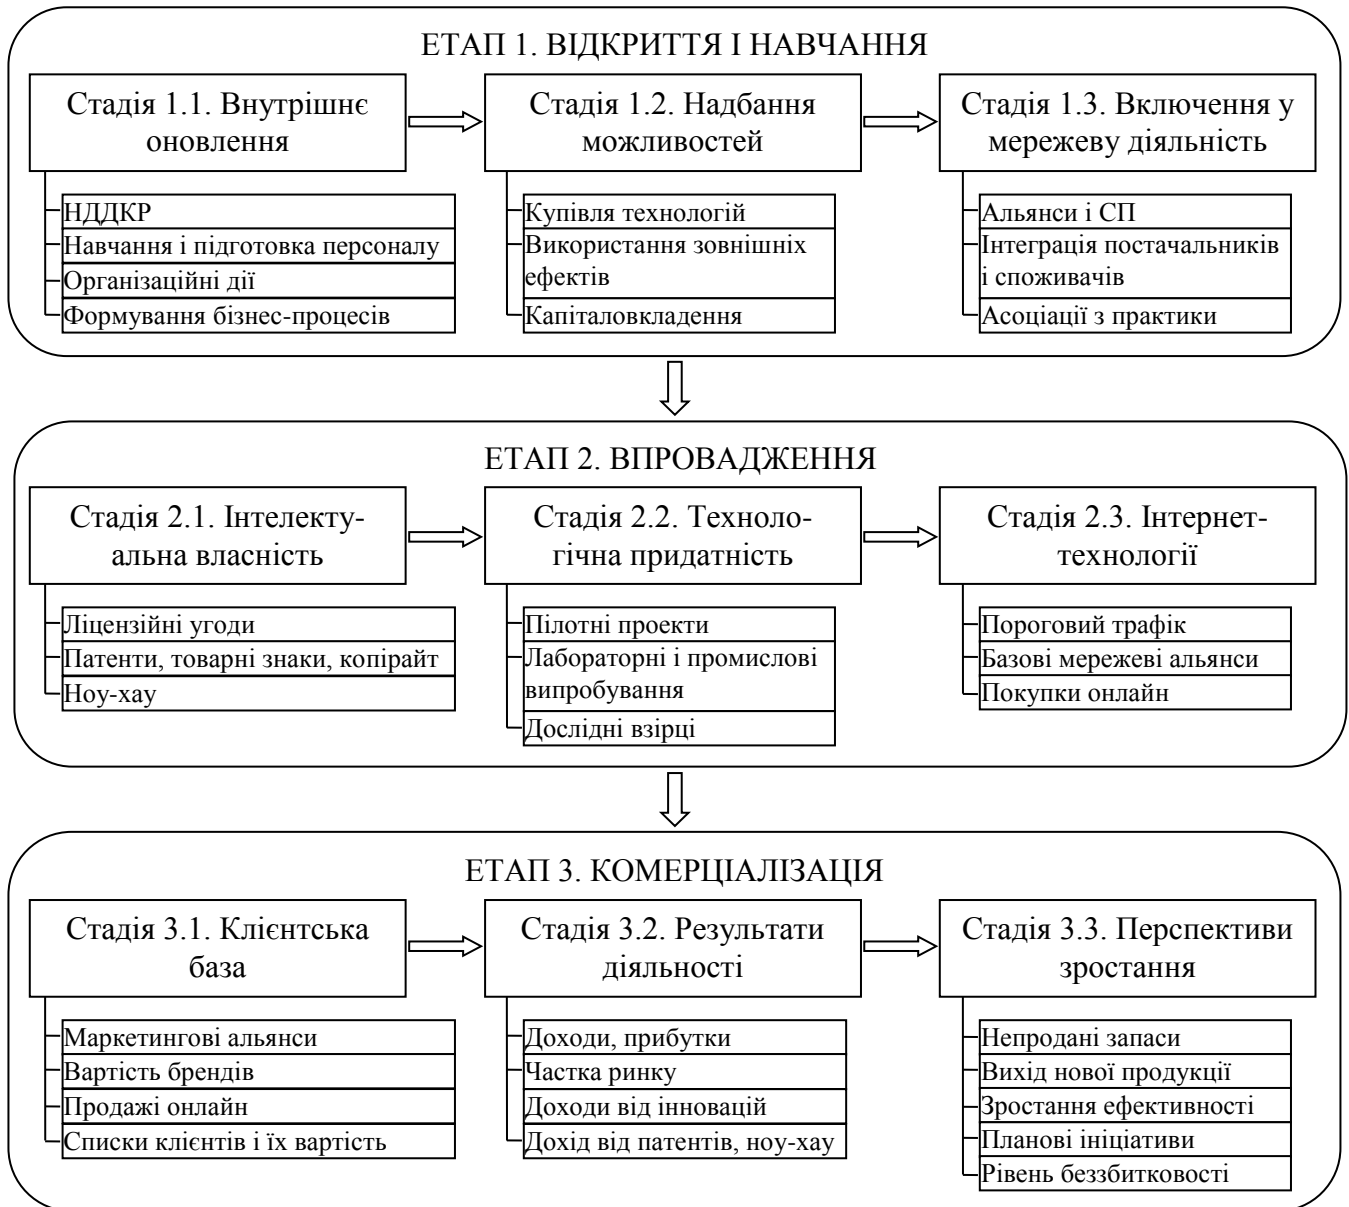 ЕТАП 1. ВІДКРИТТЯ І НАВЧАННЯ
Стадія 1.1. Внутрішнє
оновлення
НДДКР
Навчання і підготовка персоналу
Організаційні дії
Формування бізнес-процесів
Стадія 1.2. Надбання
можливостей
Купівля технологій
Використання зовнішніх
ефектів
Капіталовкладення
Стадія 1.3. Включення у
мережеву діяльність
Альянси і СП
Інтеграція постачальників
і споживачів
Асоціації з практики
ЕТАП 2. ВПРОВАДЖЕННЯ
Стадія 2.1. Інтелекту-
альна власність
Ліцензійні угоди
Патенти, товарні знаки, копірайт
Ноу-хау
Стадія 2.2. Техноло-
гічна придатність
Пілотні проекти
Лабораторні і промислові
випробування
Дослідні взірці
Стадія 2.3. Інтернет-
технології
Пороговий трафік
Базові мережеві альянси
Покупки онлайн
ЕТАП 3. КОМЕРЦІАЛІЗАЦІЯ
Стадія 3.1. Клієнтська
база
Маркетингові альянси
Вартість брендів
Продажі онлайн
Списки клієнтів і їх вартість
Стадія 3.2. Результати
діяльності
Доходи, прибутки
Частка ринку
Доходи від інновацій
Дохід від патентів, ноу-хау
Стадія 3.3. Перспективи
зростання
Непродані запаси
Вихід нової продукції
Зростання ефективності
Планові ініціативи
Рівень беззбитковості